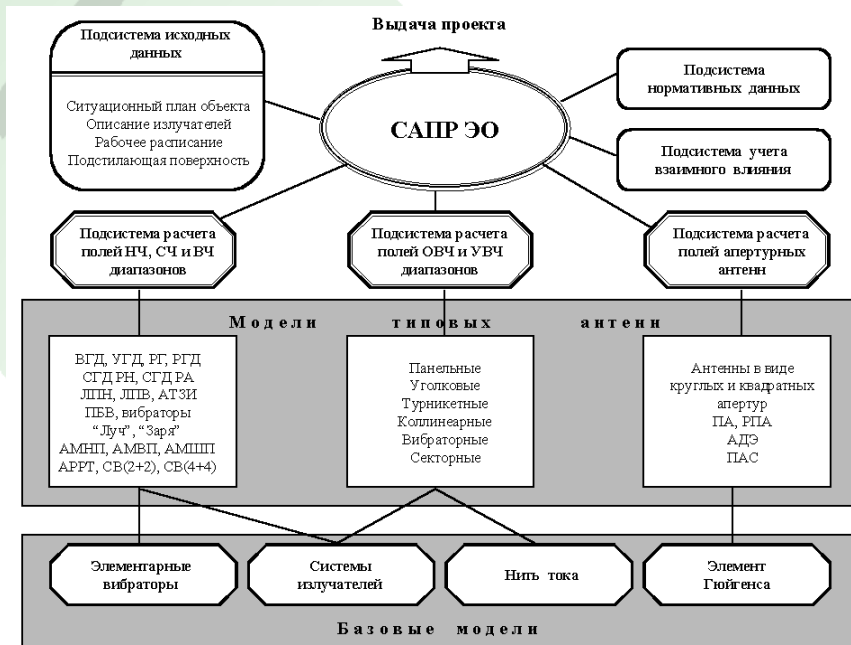 Выдача проекта
Подсистема исходных
данных
Ситуационный план объекта
Описание излучателей
Рабочее расписание
Подстилающая поверхность
САПР ЭО
Подсистема
нормативных данных
Подсистема учета
взаимного влияния
Подсистема расчета
полей НЧ, СЧ и ВЧ
диапазонов
Подсистема расчета
полей ОВЧ и УВЧ
диапазонов
Подсистема расчета
полей апертурных
антенн
Модели типовых антенн
ВГД, УГД, РГ, РГД
СГД РН, СГД РА
ЛПН, ЛПВ, АТЗИ
ПБВ, вибраторы
“Луч”, “Заря”
АМНП, АМВП, АМШП
АРРТ, СВ(2+2), СВ(4+4)
Панельные
Уголковые
Турникетные
Коллинеарные
Вибраторные
Секторные
Антенны в виде
круглых и квадратных
апертур
ПА, РПА
АДЭ
ПАС
Элементарные
вибраторы
Системы
излучателей
Нить тока
Элемент
Гюйгенса
Базовые модели